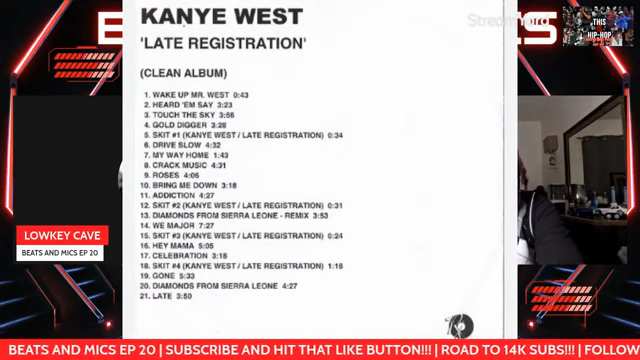 KANYE WEST
'LATE REGISTRATION'
(CLEAN ALBUM)
1. WAKE UP MR. WEST 0:43
2. HEARD 'EM SAY 3:23
3. TOUCH THE SKY 3:56
4. GOLD DIGGER 3:28
5. SKIT #1 (KANYE WEST / LATE REGISTRATION) 0:34
6. DRIVE SLOW 4:32
7. MY WAY HOME 1:43
8. CRACK MUSIC 4:31
9. ROSES 4:06
10. BRING ME DOWN 3:18
11. ADDICTION 4:27
12. SKIT #2 (KANYE WEST / LATE REGISTRATION) 0:31
13. DIAMONDS FROM SIERRA LEONE - REMIX 3:53
14. WE MAJOR 7:27
15. SKIT #3 (KANYE WEST / LATE REGISTRATION) 0:24
16. HEY MAMA 5:05
17. CELEBRATION 3:18
18. SKIT #4 (KANYE WEST / LATE REGISTRATION) 1:18
19. GONE 5:33
20. DIAMONDS FROM SIERRA LEONE 4:27
21. LATE 3:50
THIS
HIP-HOP
LOWKEY CAVE
BEATS AND MICS EP 20
BEATS AND MICS EP 20 | SUBSCRIBE AND HIT THAT LIKE BUTTON!!! | ROAD TO 14K SUBS!!! | FOLLOW